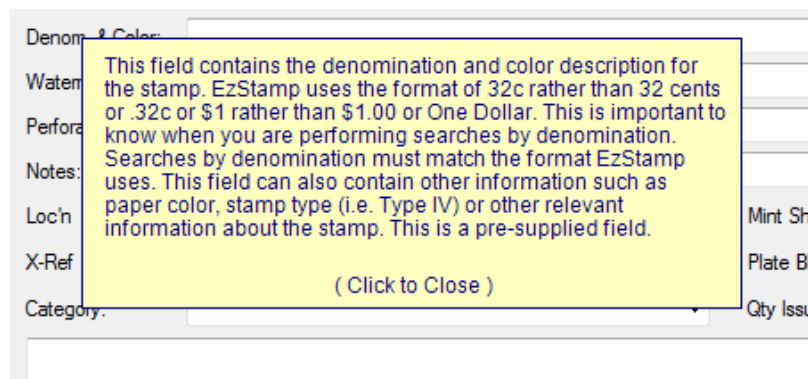 Denom. & Color:
This field contains the denomination and color description for
the stamp. EzStamp uses the format of 32c rather than 32 cents
or .32c or $1 rather than $1.00 or One Dollar. This is important to
know when you are performing searches by denomination.
Searches by denomination must match the format EzStamp
uses. This field can also contain other information such as
paper color, stamp type (i.e. Type IV) or other relevant
information about the stamp. This is a pre-supplied field.
( Click to Close )
Notes:
Loc'n
Mint Sh
X-Ref
Plate B
Category:
Qty Issu